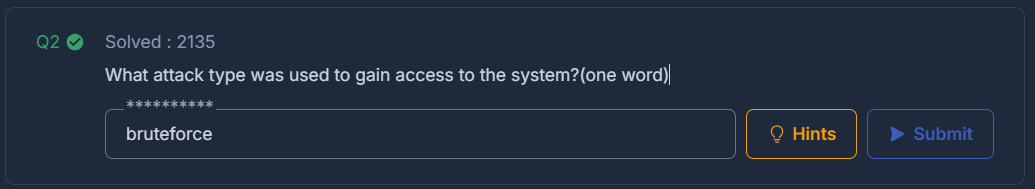 Q2 Solved : 2135
What attack type was used to gain access to the system?(one word)
**********
bruteforce Hints Submit